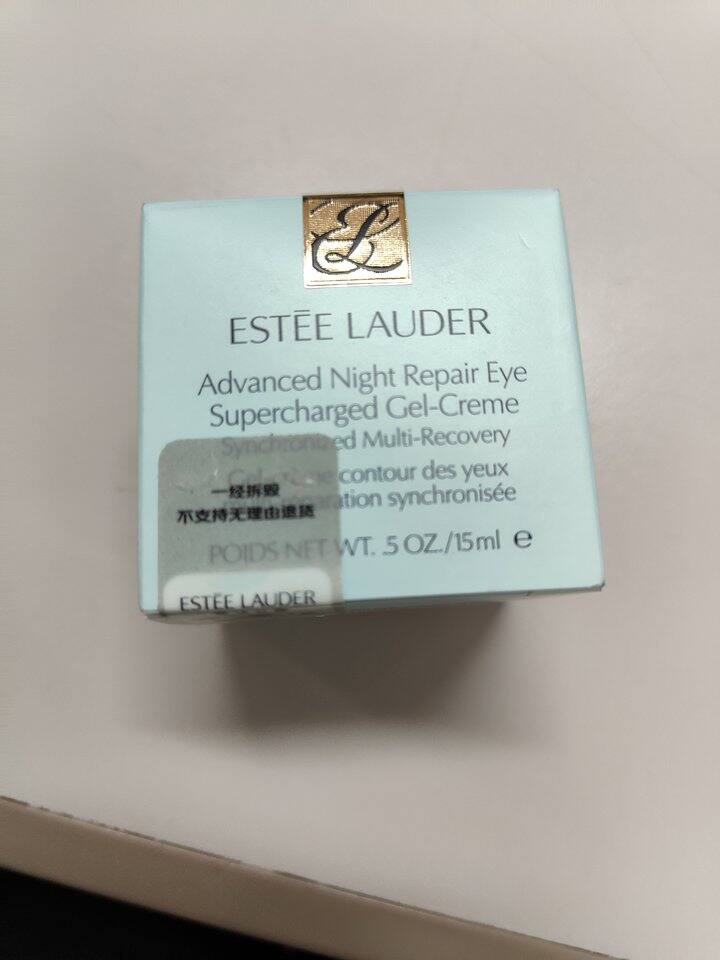 ESTĒE LAUDER
Advanced Night Repair Eye
Supercharged Gel-Creme
Synchronized Multi-Recovery
contour des yeux
synchronisée
一经拆毁
不支持无理由退货
POIDS NET WT. .5 OZ./15ml e
ESTĒE LAUDER